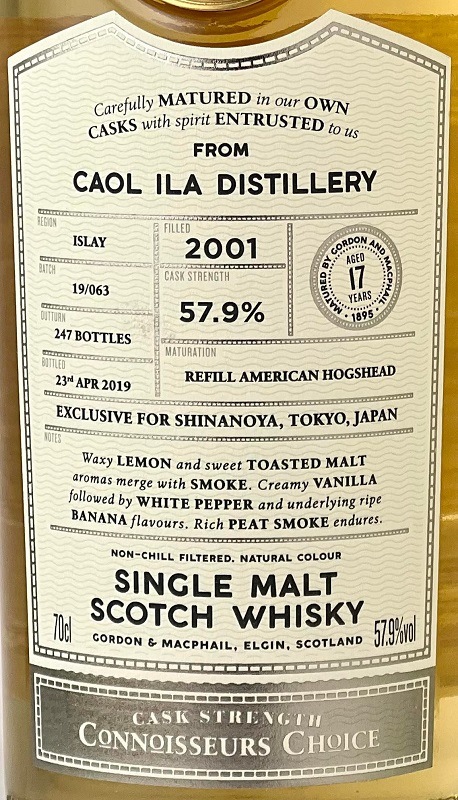 Carefully MATURED in our OWN
CASKS with spirit ENTRUSTED to us
FROM
CAOL ILA DISTILLERY
REGION
ISLAY
BATCH
19/063
OUTTURN
247 BOTTLES
BOTTLED
23rd APR 2019
FILLED
2001
CASK STRENGTH
57.9%
MATURATION
REFILL AMERICAN HOGSHEAD
MATURED BY GORDON AND MACPHAIL
AGED
17
YEARS
• 1895 •
EXCLUSIVE FOR SHINANOYA, TOKYO, JAPAN
NOTES
Waxy LEMON and sweet TOASTED MALT
aromas merge with SMOKE. Creamy VANILLA
followed by WHITE PEPPER and underlying ripe
BANANA flavours. Rich PEAT SMOKE endures.
NON-CHILL FILTERED. NATURAL COLOUR
SINGLE MALT
SCOTCH WHISKY
70cl
GORDON & MACPHAIL, ELGIN, SCOTLAND
57.9%vol
CASK STRENGTH
CONNOISSEURS CHOICE